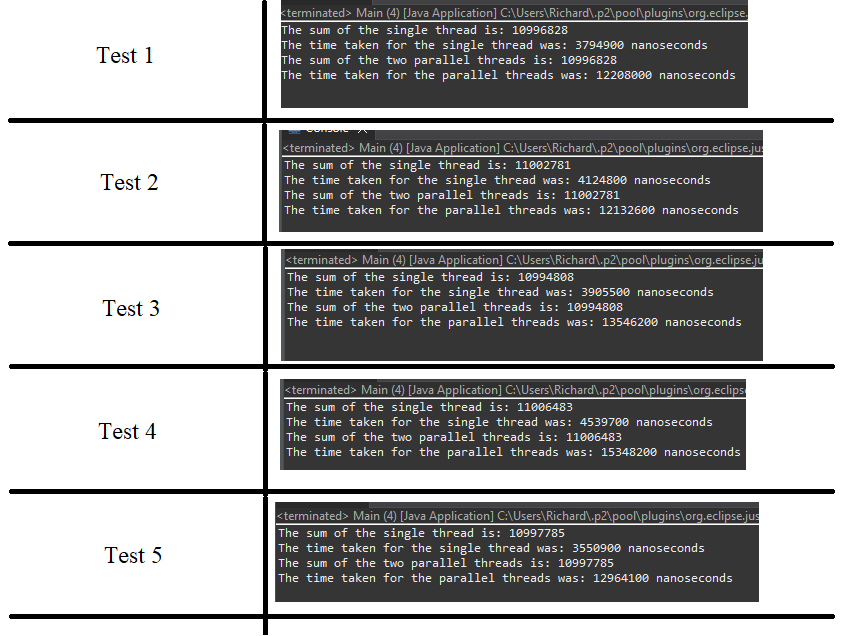 Test 1
<terminated> Main (4) [Java Application] C:\Users\Richard\.p2\pool\plugins\org.eclipse.
The sum of the single thread is: 10996828
The time taken for the single thread was: 3794900 nanoseconds
The sum of the two parallel threads is: 10996828
The time taken for the parallel threads was: 12208000 nanoseconds
Test 2
Console
<terminated> Main (4) [Java Application] C:\Users\Richard\.p2\pool\plugins\org.eclipse.jus
The sum of the single thread is: 11002781
The time taken for the single thread was: 4124800 nanoseconds
The sum of the two parallel threads is: 11002781
The time taken for the parallel threads was: 12132600 nanoseconds
Test 3
<terminated> Main (4) [Java Application] C:\Users\Richard\.p2\pool\plugins\org.eclipse.ju
The sum of the single thread is: 10994808
The time taken for the single thread was: 3905500 nanoseconds
The sum of the two parallel threads is: 10994808
The time taken for the parallel threads was: 13546200 nanoseconds
Test 4
<terminated> Main (4) [Java Application] C:\Users\Richard\.p2\pool\plugins\org.eclips
The sum of the single thread is: 11006483
The time taken for the single thread was: 4539700 nanoseconds
The sum of the two parallel threads is: 11006483
The time taken for the parallel threads was: 15348200 nanoseconds
Test 5
<terminated> Main (4) [Java Application] C:\Users\Richard\.p2\pool\plugins\org.eclipse.jus
The sum of the single thread is: 10997785
The time taken for the single thread was: 3550900 nanoseconds
The sum of the two parallel threads is: 10997785
The time taken for the parallel threads was: 12964100 nanoseconds